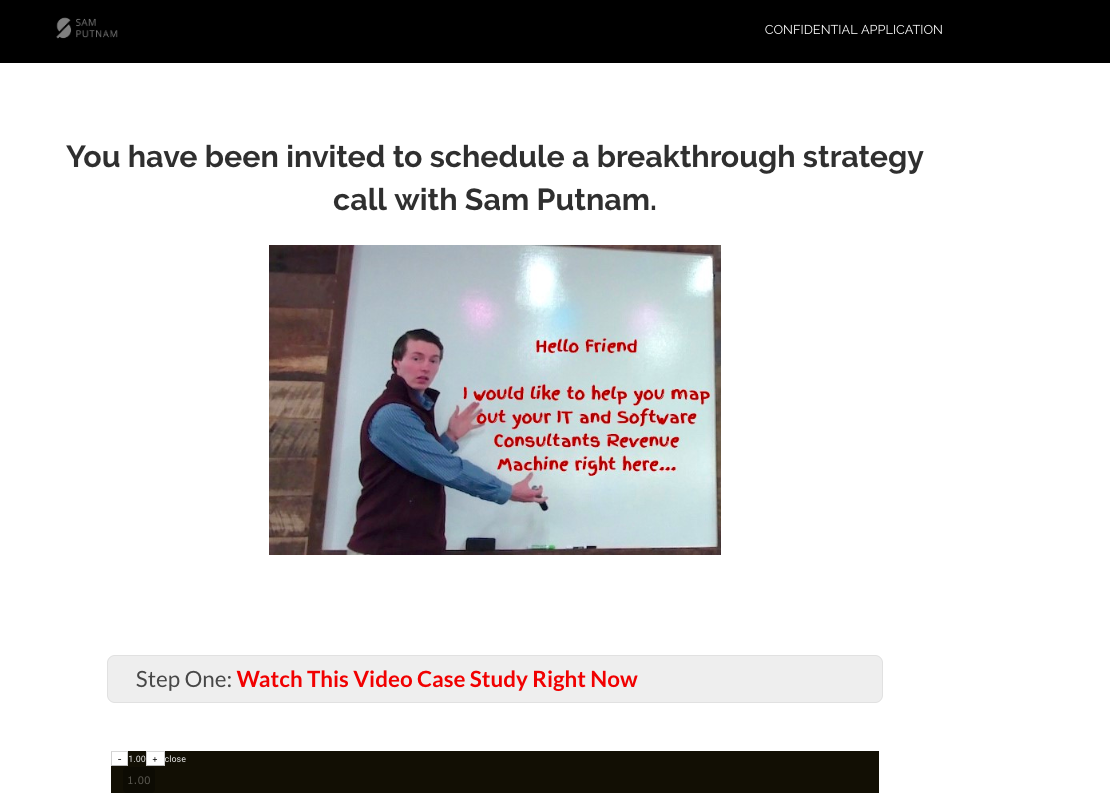 SAM
PUTNAM
CONFIDENTIAL APPLICATION
You have been invited to schedule a breakthrough strategy
call with Sam Putnam.
Hello Friend
I would like to help you map
out your IT and Software
Consultants Revenue
Machine right here...
Step One: Watch This Video Case Study Right Now
- 1.00 + close
1.00